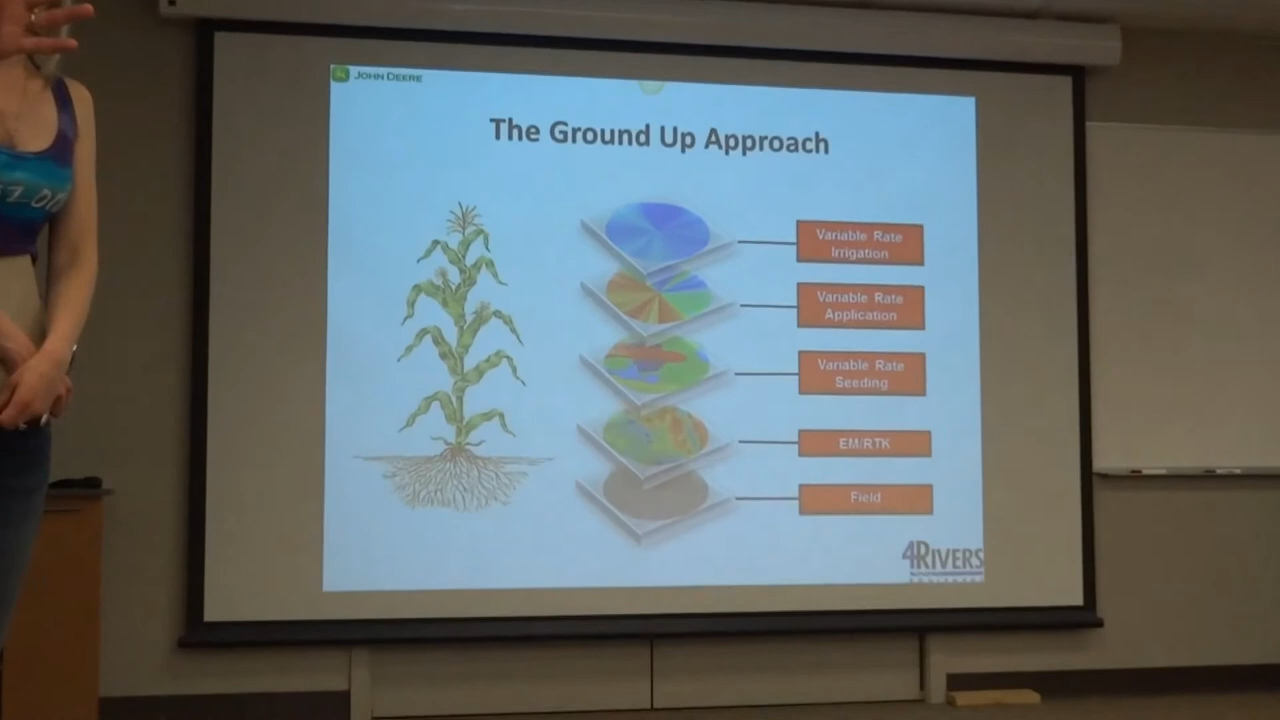 JOHN DEERE
The Ground Up Approach
Variable Rate
Irrigation
Variable Rate
Application
Variable Rate
Seeding
EM/RTK
Field
4RIVERS